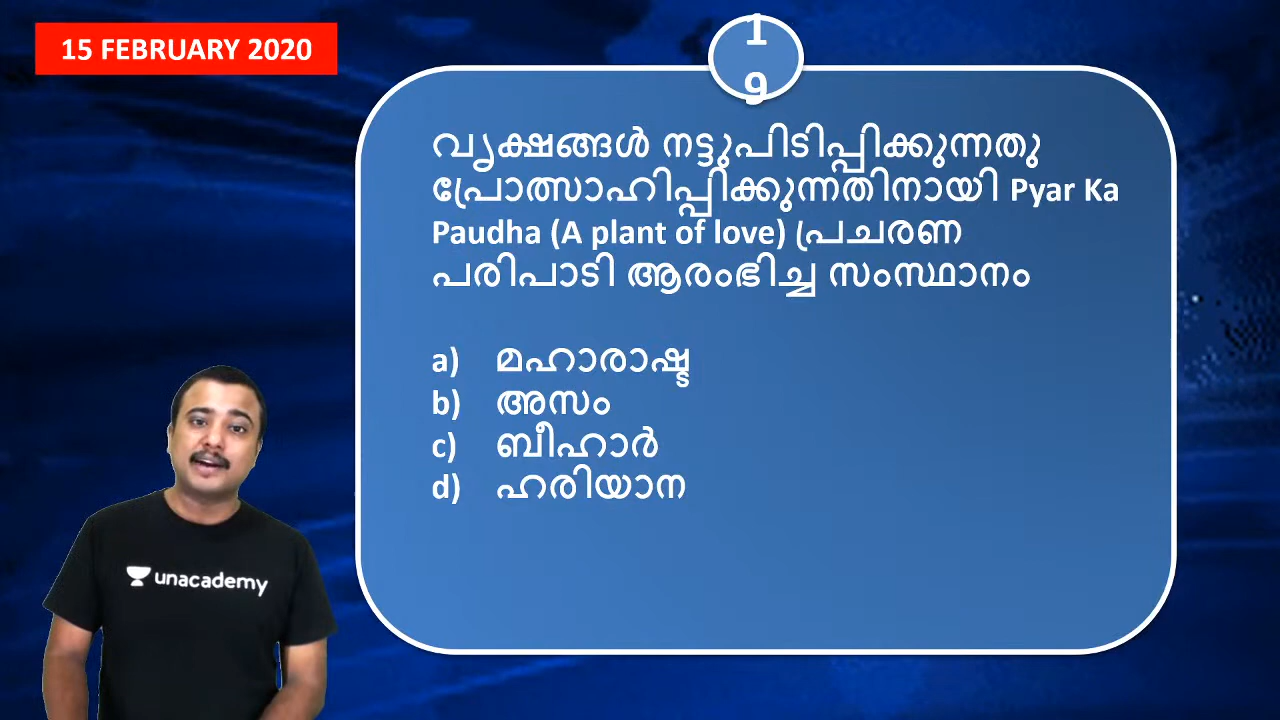 15 FEBRUARY 2020
1
9
വൃക്ഷങ്ങൾ നട്ടുപിടിപ്പിക്കുന്നതു
പ്രോത്സാഹിപ്പിക്കുന്നതിനായി Pyar Ka
Paudha (A plant of love) പ്രചരണ
പരിപാടി ആരംഭിച്ച സംസ്ഥാനം
a) മഹാരാഷ്ട്ര
b) അസം
c) ബീഹാർ
d) ഹരിയാന
unacademy